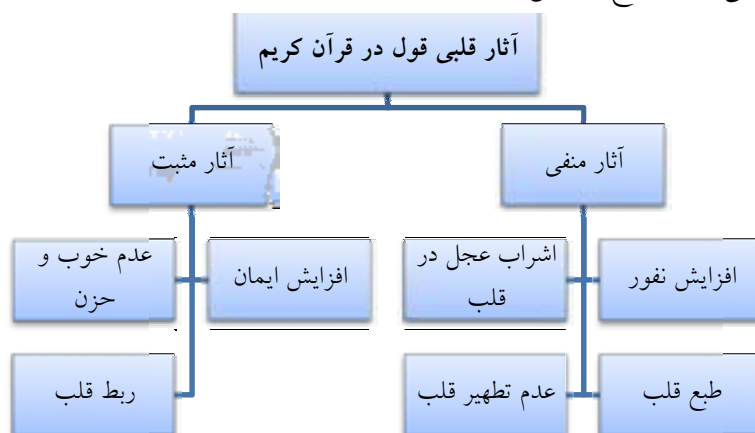 آثار قلبی قول در قرآن کریم
آثار منفی
آثار مثبت
افزایش نفور
اشراب عجل در
قلب
افزایش ایمان
عدم خوب و
حزن
طبع قلب
عدم تطهیر قلب
ربط قلب